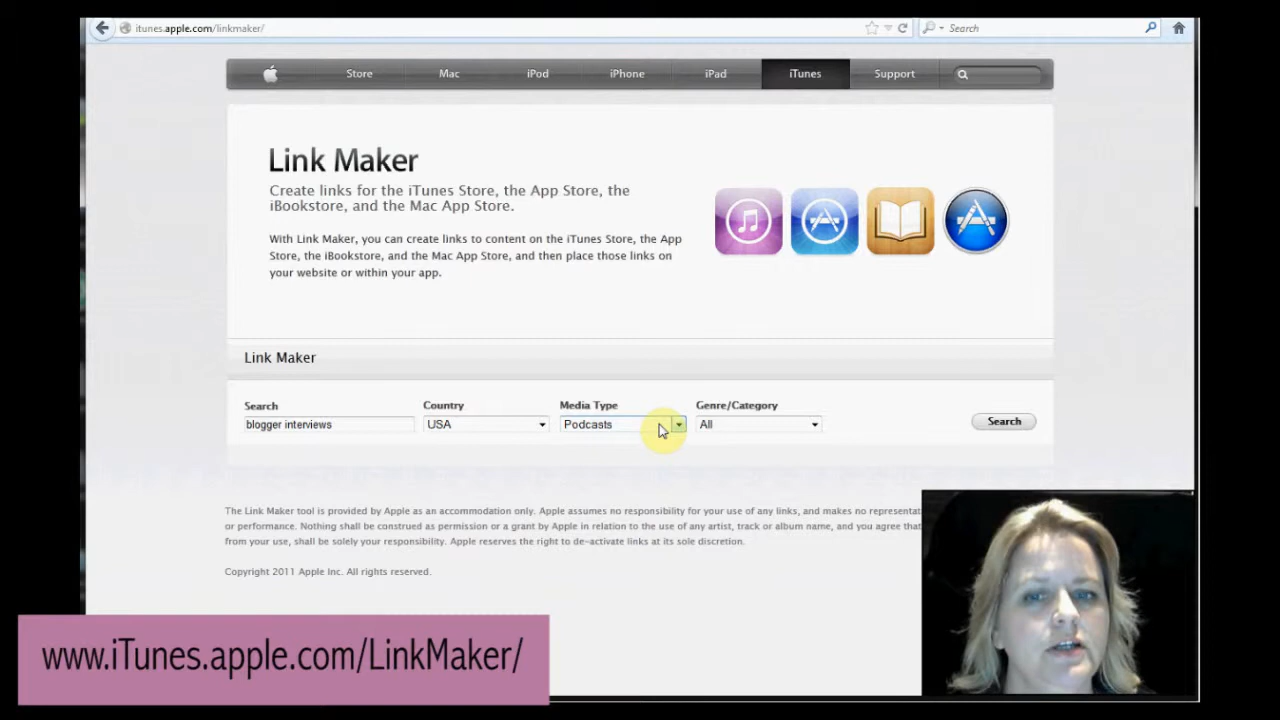 itunes.apple.com/linkmaker/
Search
Store Mac iPod iPhone iPad iTunes Support
Link Maker
Create links for the iTunes Store, the App Store, the
iBookstore, and the Mac App Store.
With Link Maker, you can create links to content on the iTunes Store, the App
Store, the iBookstore, and the Mac App Store, and then place those links on
your website or within your app.
Link Maker
Search Country Media Type Genre/Category
blogger interviews USA Podcasts All Search
The Link Maker tool is provided by Apple as an accommodation only. Apple assumes no responsibility for your use of any links, and makes no representat
or performance. Nothing shall be construed as permission or a grant by Apple in relation to the use of any artist, track or album name, and you agree that
from your use, shall be solely your responsibility. Apple reserves the right to de-activate links at its sole discretion.
Copyright 2011 Apple Inc. All rights reserved.
www.iTunes.apple.com/LinkMaker/